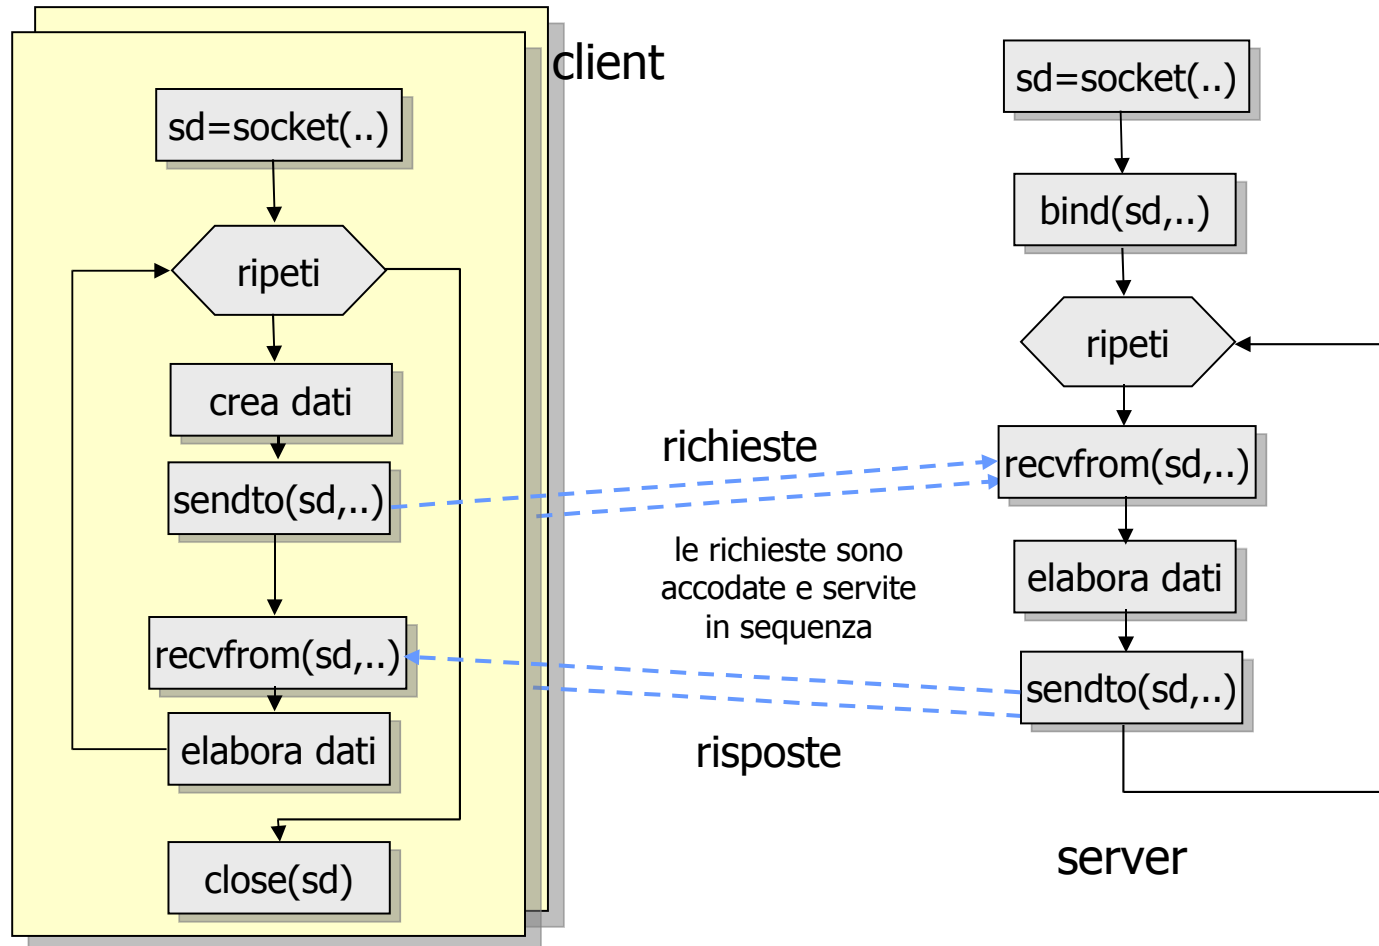 client
sd=socket(..)
ripeti
crea dati
sendto(sd,..)
recvfrom(sd,..)
elabora dati
close(sd)
richieste
le richieste sono
accodate e servite
in sequenza
risposte
sd=socket(..)
bind(sd,..)
ripeti
recvfrom(sd,..)
elabora dati
sendto(sd,..)
server